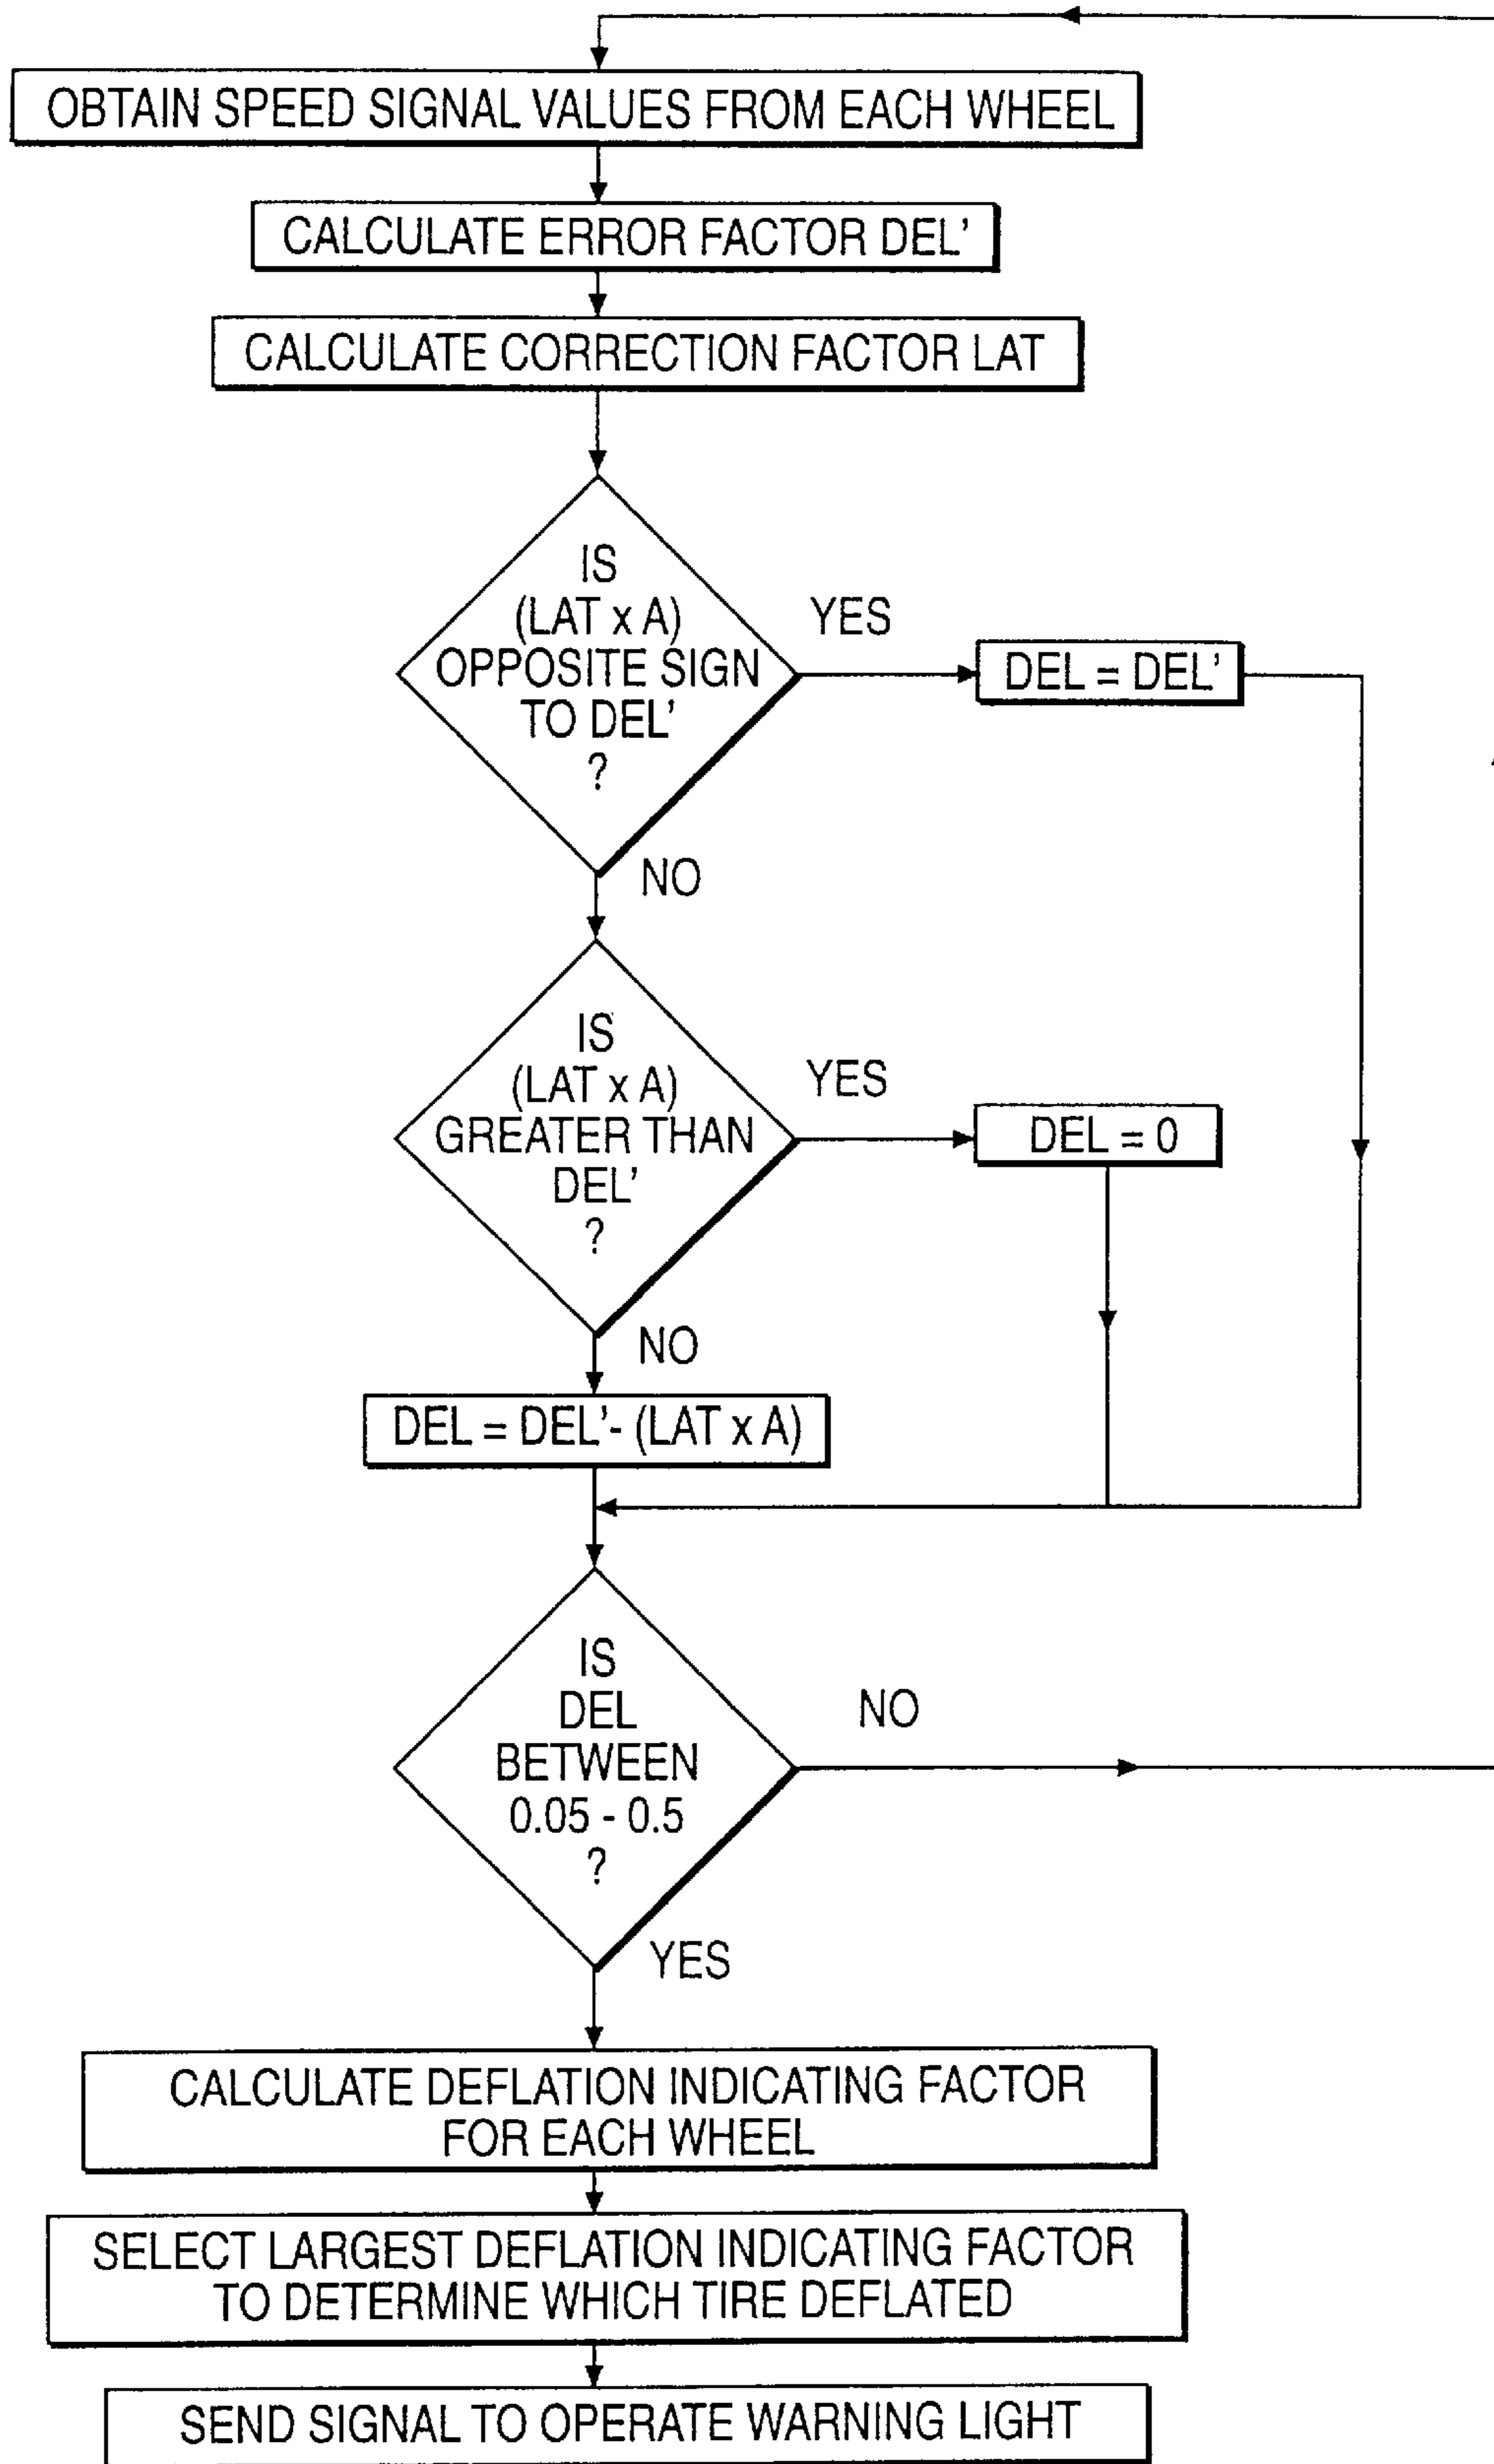 OBTAIN SPEED SIGNAL VALUES FROM EACH WHEEL
CALCULATE ERROR FACTOR DEL'
CALCULATE CORRECTION FACTOR LAT
IS
(LAT x A)
OPPOSITE SIGN
TO DEL'
?
YES
DEL = DEL'
NO
IS
(LAT x A)
GREATER THAN
DEL'
?
YES
DEL = 0
NO
DEL = DEL'- (LAT x A)
IS
DEL
BETWEEN
0.05 - 0.5
?
NO
YES
CALCULATE DEFLATION INDICATING FACTOR
FOR EACH WHEEL
SELECT LARGEST DEFLATION INDICATING FACTOR
TO DETERMINE WHICH TIRE DEFLATED
SEND SIGNAL TO OPERATE WARNING LIGHT